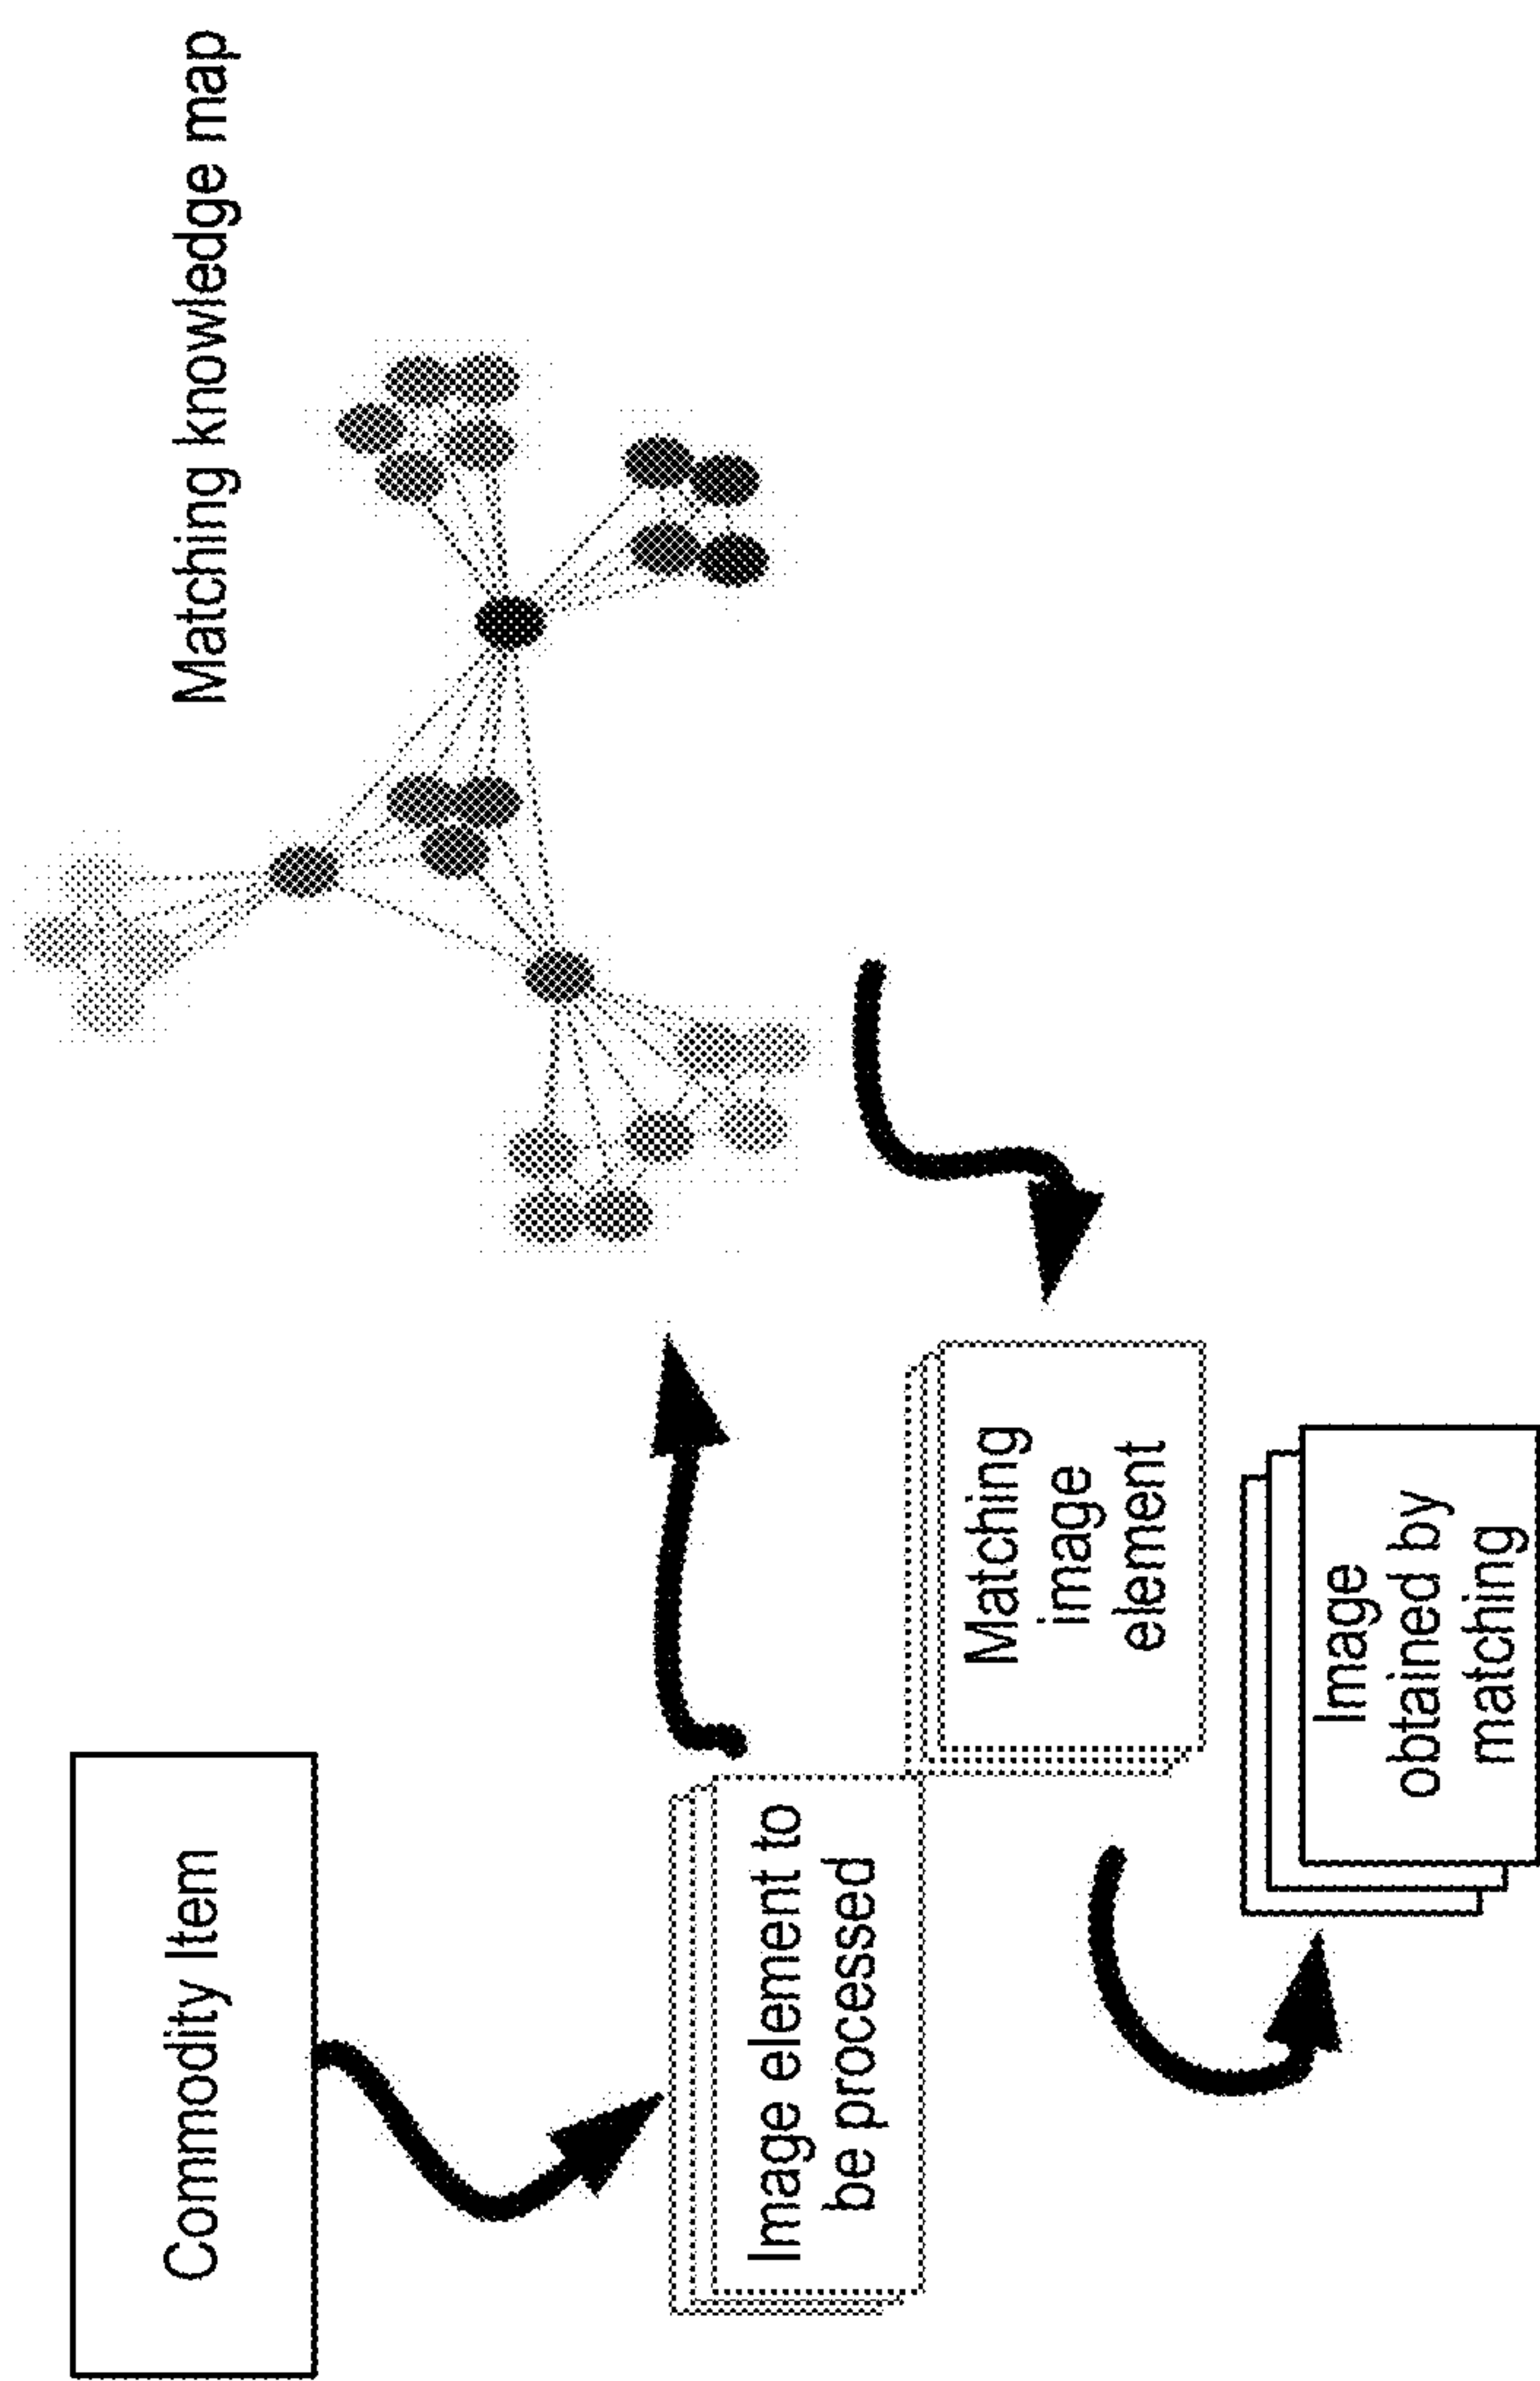 Commodity Item
Matching knowledge map
Image element to
be processed
Matching
image
element
Image
obtained by
matching